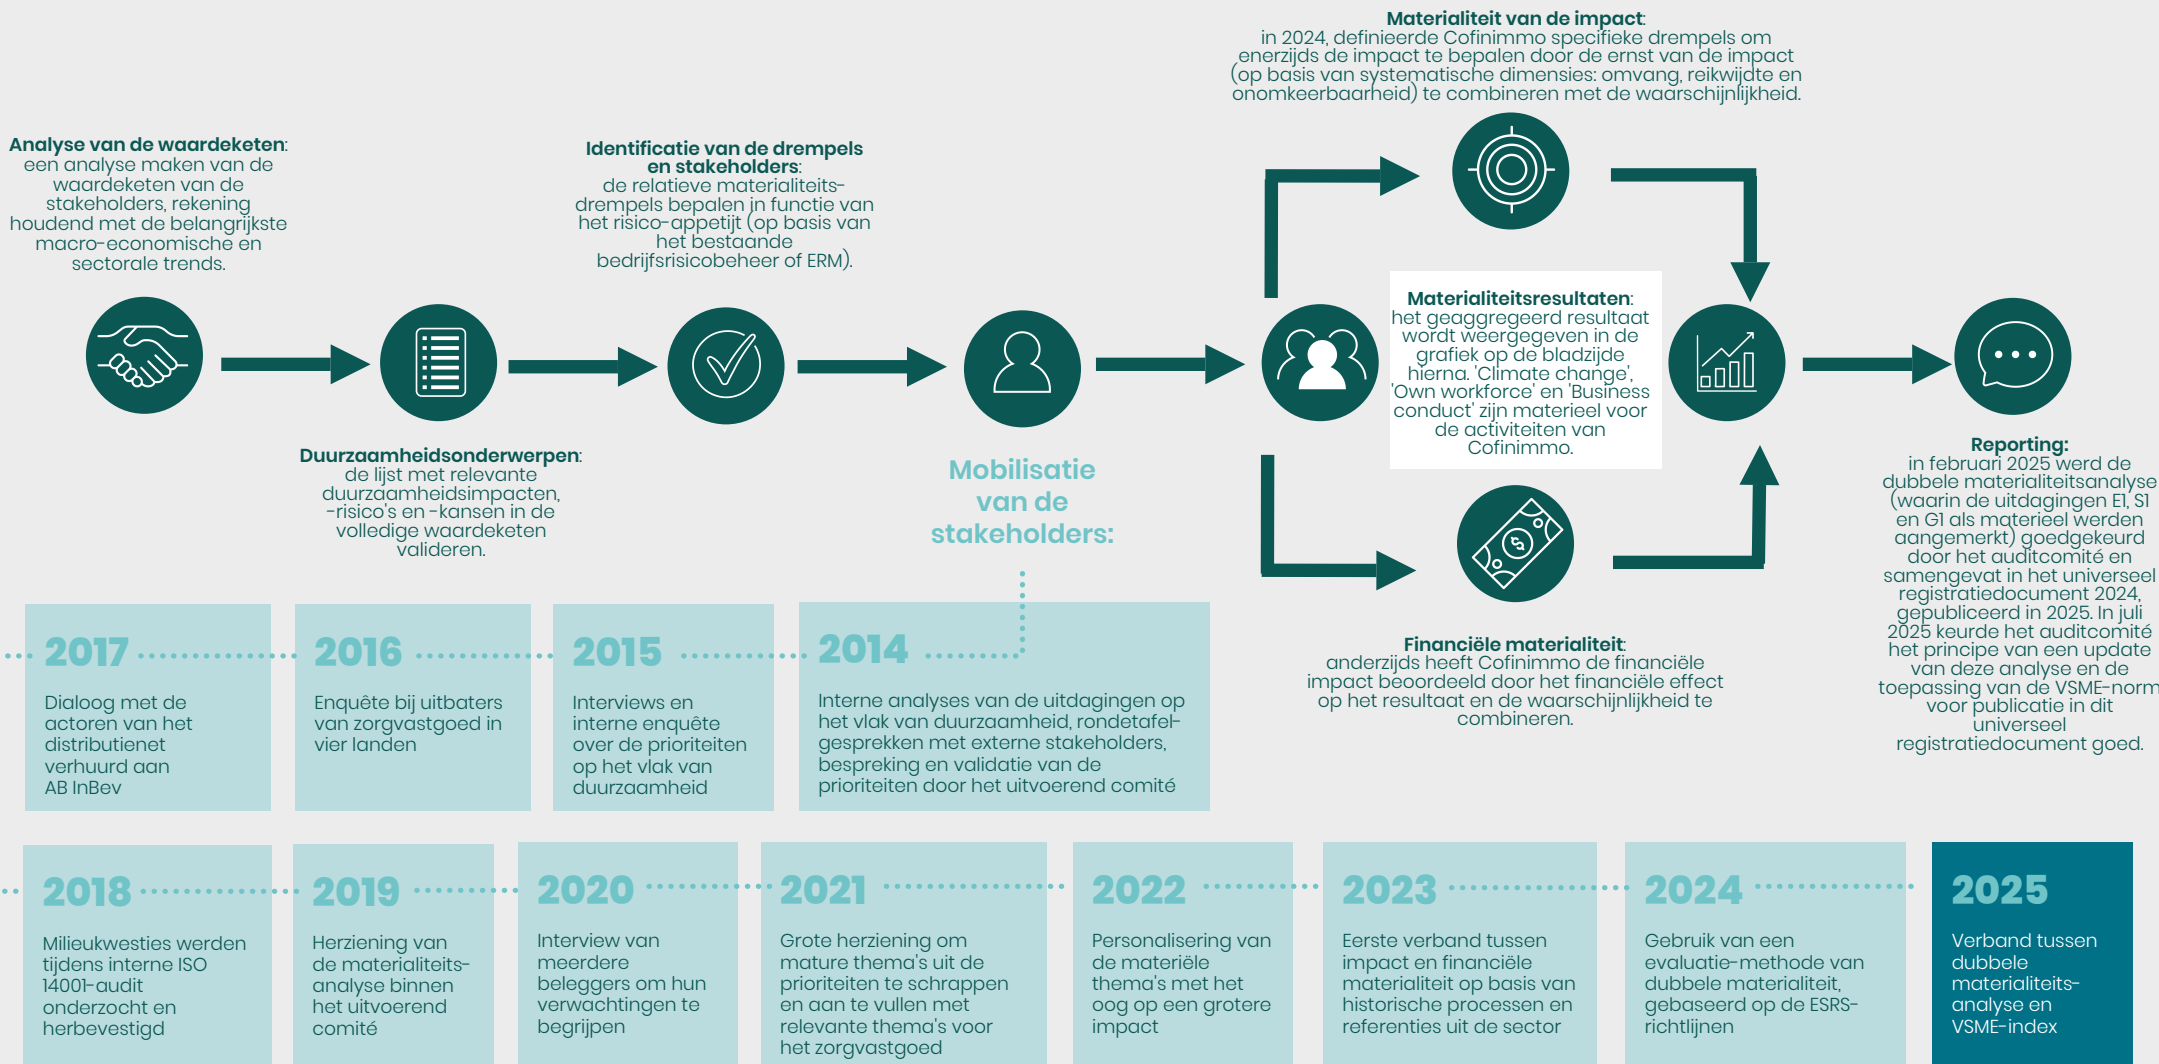 Analyse van de waardeketen:
een analyse maken van de
waardeketen van de
stakeholders, rekening
houdend met de belangrijkste
macro-economische en
sectorale trends.
Duurzaamheidsonderwerpen:
de lijst met relevante
duurzaamheidsimpacten,
-risico's en -kansen in de
volledige waardeketen
valideren.
Identificatie van de drempels
en stakeholders:
de relatieve materialiteits-
drempels bepalen in functie van
het risico-appetijt (op basis van
het bestaande
bedrijfsrisicobeheer of ERM).
Mobilisatie
van de
stakeholders:
Materialiteit van de impact:
in 2024, definieerde Cofinimmo specifieke drempels om
enerzijds de impact te bepalen door de ernst van de impact
(op basis van systematische dimensies: omvang, reikwijdte en
onomkeerbaarheid) te combineren met de waarschijnlijkheid.
Materialiteitsresultaten:
het geaggregeerd resultaat
wordt weergegeven in de
grafiek op de bladzijde
hierna. 'Climate change',
'Own workforce' en 'Business
conduct' zijn materieel voor
de activiteiten van
Cofinimmo.
Financiële materialiteit:
anderzijds heeft Cofinimmo de financiële
impact beoordeeld door het financiële effect
op het resultaat en de waarschijnlijkheid te
combineren.
Reporting:
in februari 2025 werd de
dubbele materialiteitsanalyse
(waarin de uitdagingen E1, S1
en G1 als materieel werden
aangemerkt) goedgekeurd
door het auditcomité en
samengevat in het universeel
registratiedocument 2024,
gepubliceerd in 2025. In juli
2025 keurde het auditcomité
het principe van een update
van deze analyse en de
toepassing van de VSME-norm
voor publicatie in dit
universeel
registratiedocument goed.
2017
Dialoog met de
actoren van het
distributienet
verhuurd aan
AB InBev
2016
Enquête bij uitbaters
van zorgvastgoed in
vier landen
2015
Interviews en
interne enquête
over de prioriteiten
op het vlak van
duurzaamheid
2014
Interne analyses van de uitdagingen op
het vlak van duurzaamheid, rondetafel-
gesprekken met externe stakeholders,
bespreking en validatie van de
prioriteiten door het uitvoerend comité
2018
Milieukwesties werden
tijdens interne ISO
14001-audit
onderzocht en
herbevestigd
2019
Herziening van
de materialiteits-
analyse binnen
het uitvoerend
comité
2020
Interview van
meerdere
beleggers om hun
verwachtingen te
begrijpen
2021
Grote herziening om
mature thema's uit de
prioriteiten te schrappen
en aan te vullen met
relevante thema's voor
het zorgvastgoed
2022
Personalisering van
de materiële
thema's met het
oog op een grotere
impact
2023
Eerste verband tussen
impact en financiële
materialiteit op basis van
historische processen en
referenties uit de sector
2024
Gebruik van een
evaluatie-methode van
dubbele materialiteit,
gebaseerd op de ESRS-
richtlijnen
2025
Verband tussen
dubbele
materialiteits-
analyse en
VSME-index